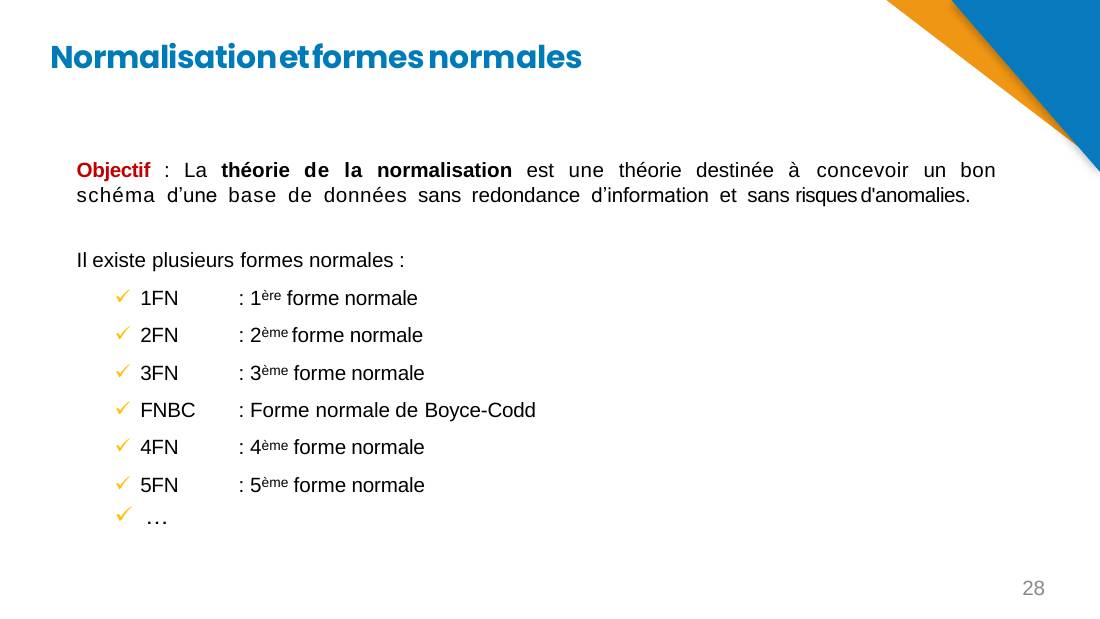 Normalisation et formes normales
Objectif : La théorie de la normalisation est une théorie destinée à concevoir un bon
schéma d’une base de données sans redondance d’information et sans risques d'anomalies.
Il existe plusieurs formes normales :
✓ 1FN : 1ère forme normale
✓ 2FN : 2ème forme normale
✓ 3FN : 3ème forme normale
✓ FNBC : Forme normale de Boyce-Codd
✓ 4FN : 4ème forme normale
✓ 5FN : 5ème forme normale
✓ …
28